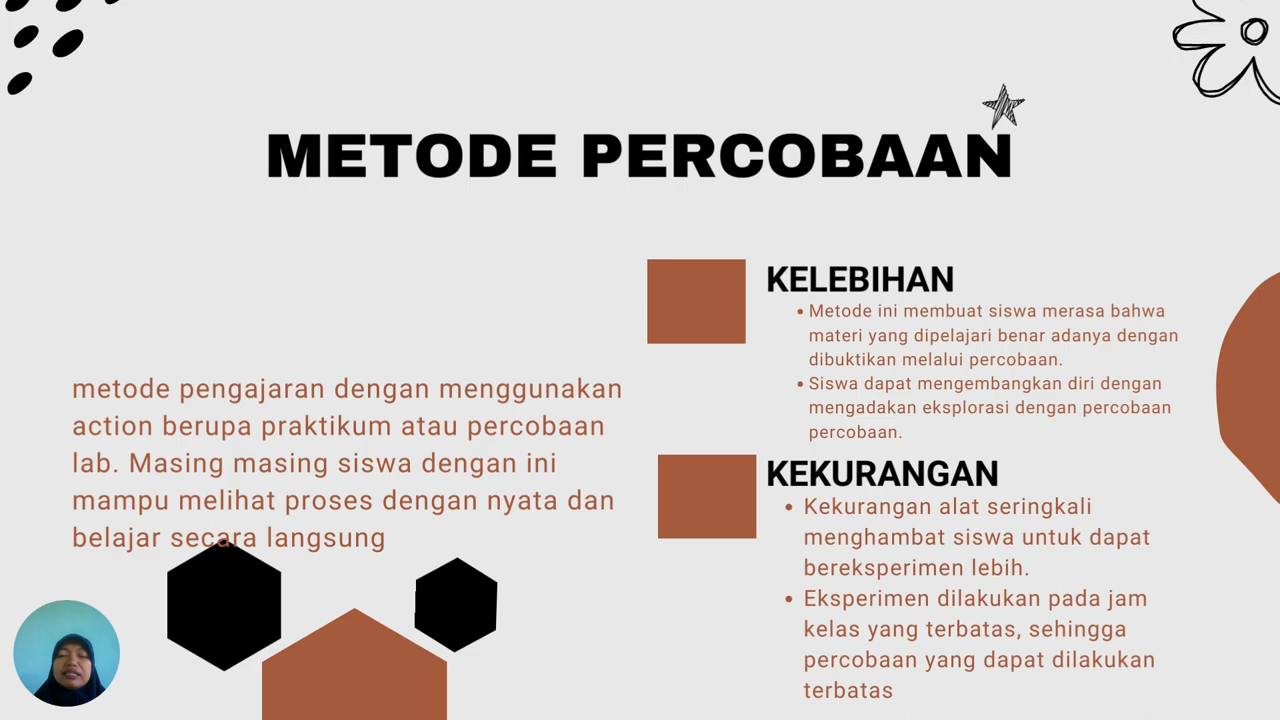 METODE PERCOBAAN
metode pengajaran dengan menggunakan
action berupa praktikum atau percobaan
lab. Masing masing siswa dengan ini
mampu melihat proses dengan nyata dan
belajar secara langsung
KELEBIHAN
• Metode ini membuat siswa merasa bahwa
materi yang dipelajari benar adanya dengan
dibuktikan melalui percobaan.
• Siswa dapat mengembangkan diri dengan
mengadakan eksplorasi dengan percobaan
percobaan.
KEKURANGAN
• Kekurangan alat seringkali
menghambat siswa untuk dapat
bereksperimen lebih.
• Eksperimen dilakukan pada jam
kelas yang terbatas, sehingga
percobaan yang dapat dilakukan
terbatas